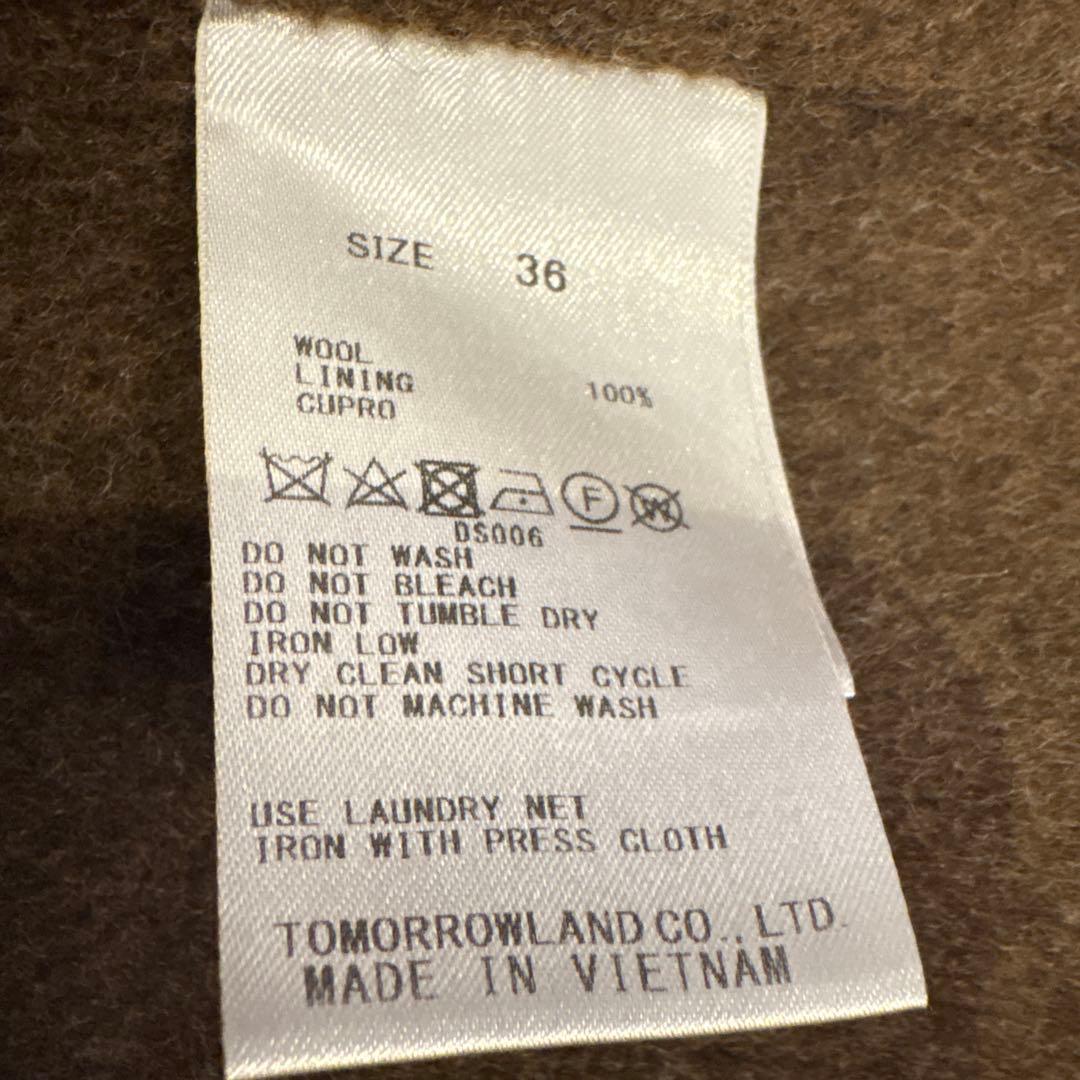 SIZE 36
WOOL
LINING 100%
CUPRO
F W
DS006
DO NOT WASH
DO NOT BLEACH
DO NOT TUMBLE DRY
IRON LOW
DRY CLEAN SHORT CYCLE
DO NOT MACHINE WASH
USE LAUNDRY NET
IRON WITH PRESS CLOTH
TOMORROWLAND CO., LTD.
MADE IN VIETNAM